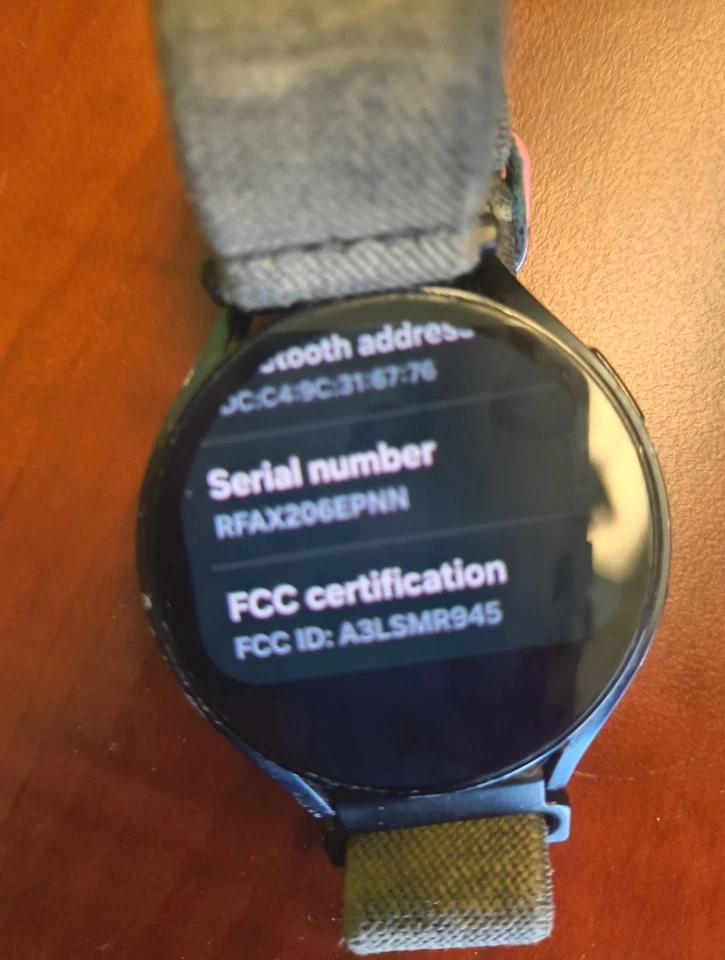 tooth address
C:C4:9C:31:67:76
Serial number
RFAX206EPNN
FCC certification
FCC ID: A3LSMR945